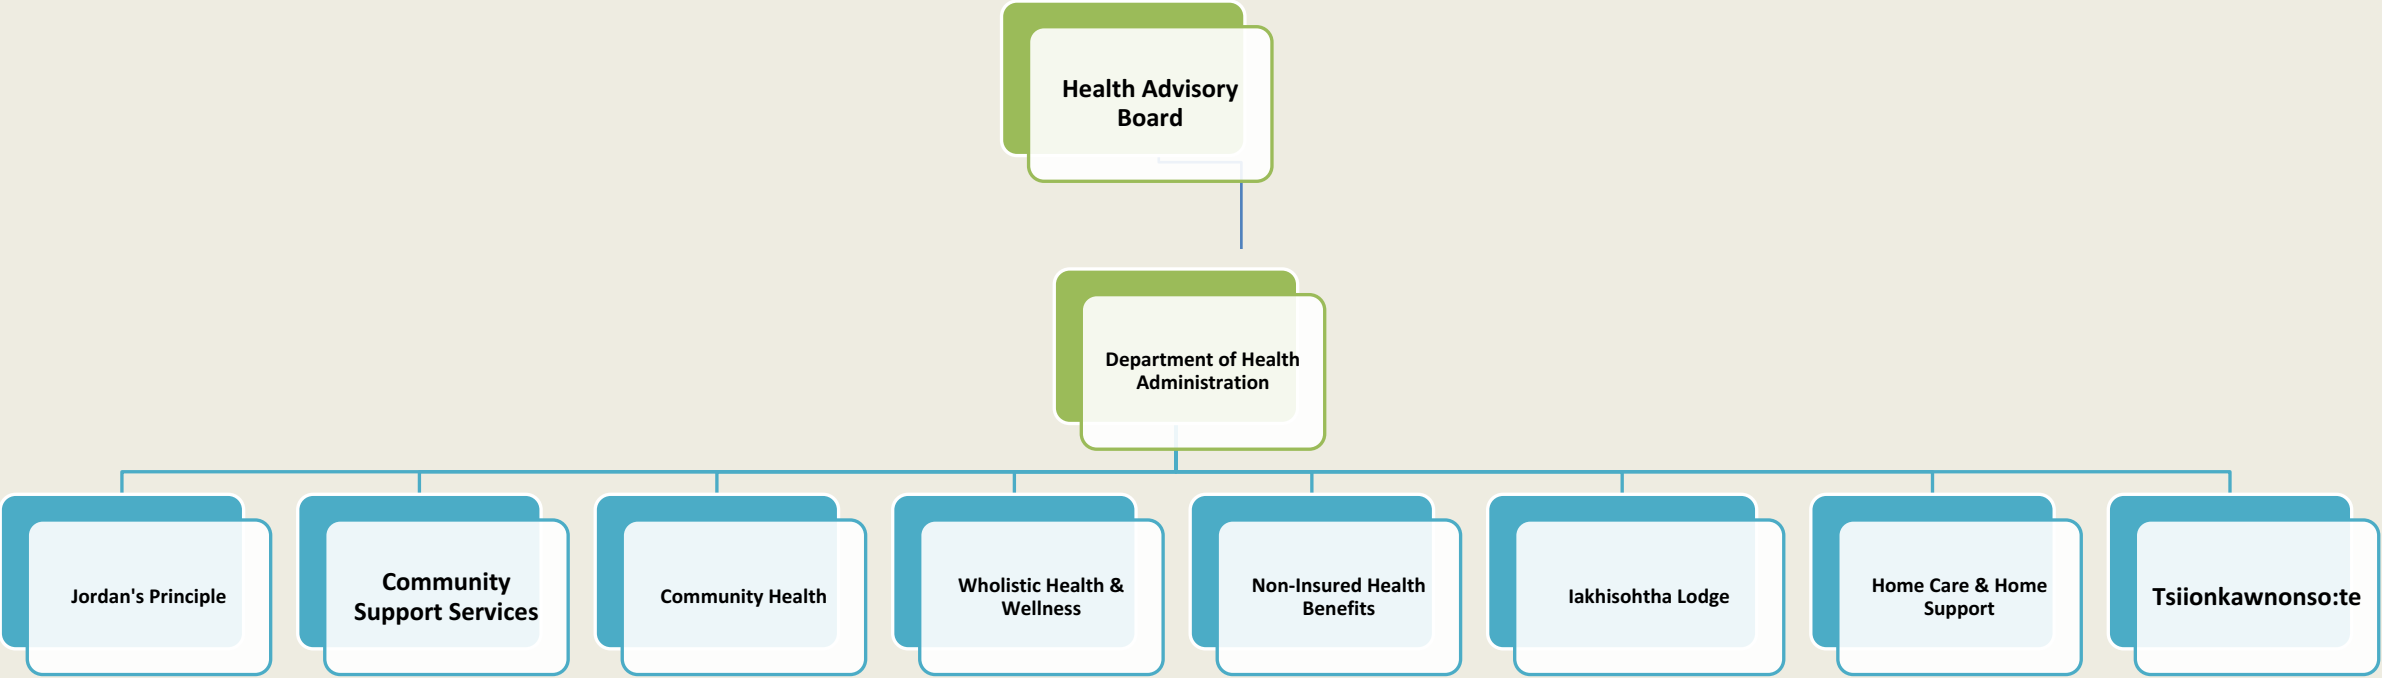 Health Advisory
Board
Department of Health
Administration
Jordan's Principle
Community
Support Services
Community Health
Wholistic Health &
Wellness
Non-Insured Health
Benefits
Iakhisohtha Lodge
Home Care & Home
Support
Tsiionkawnonso:te